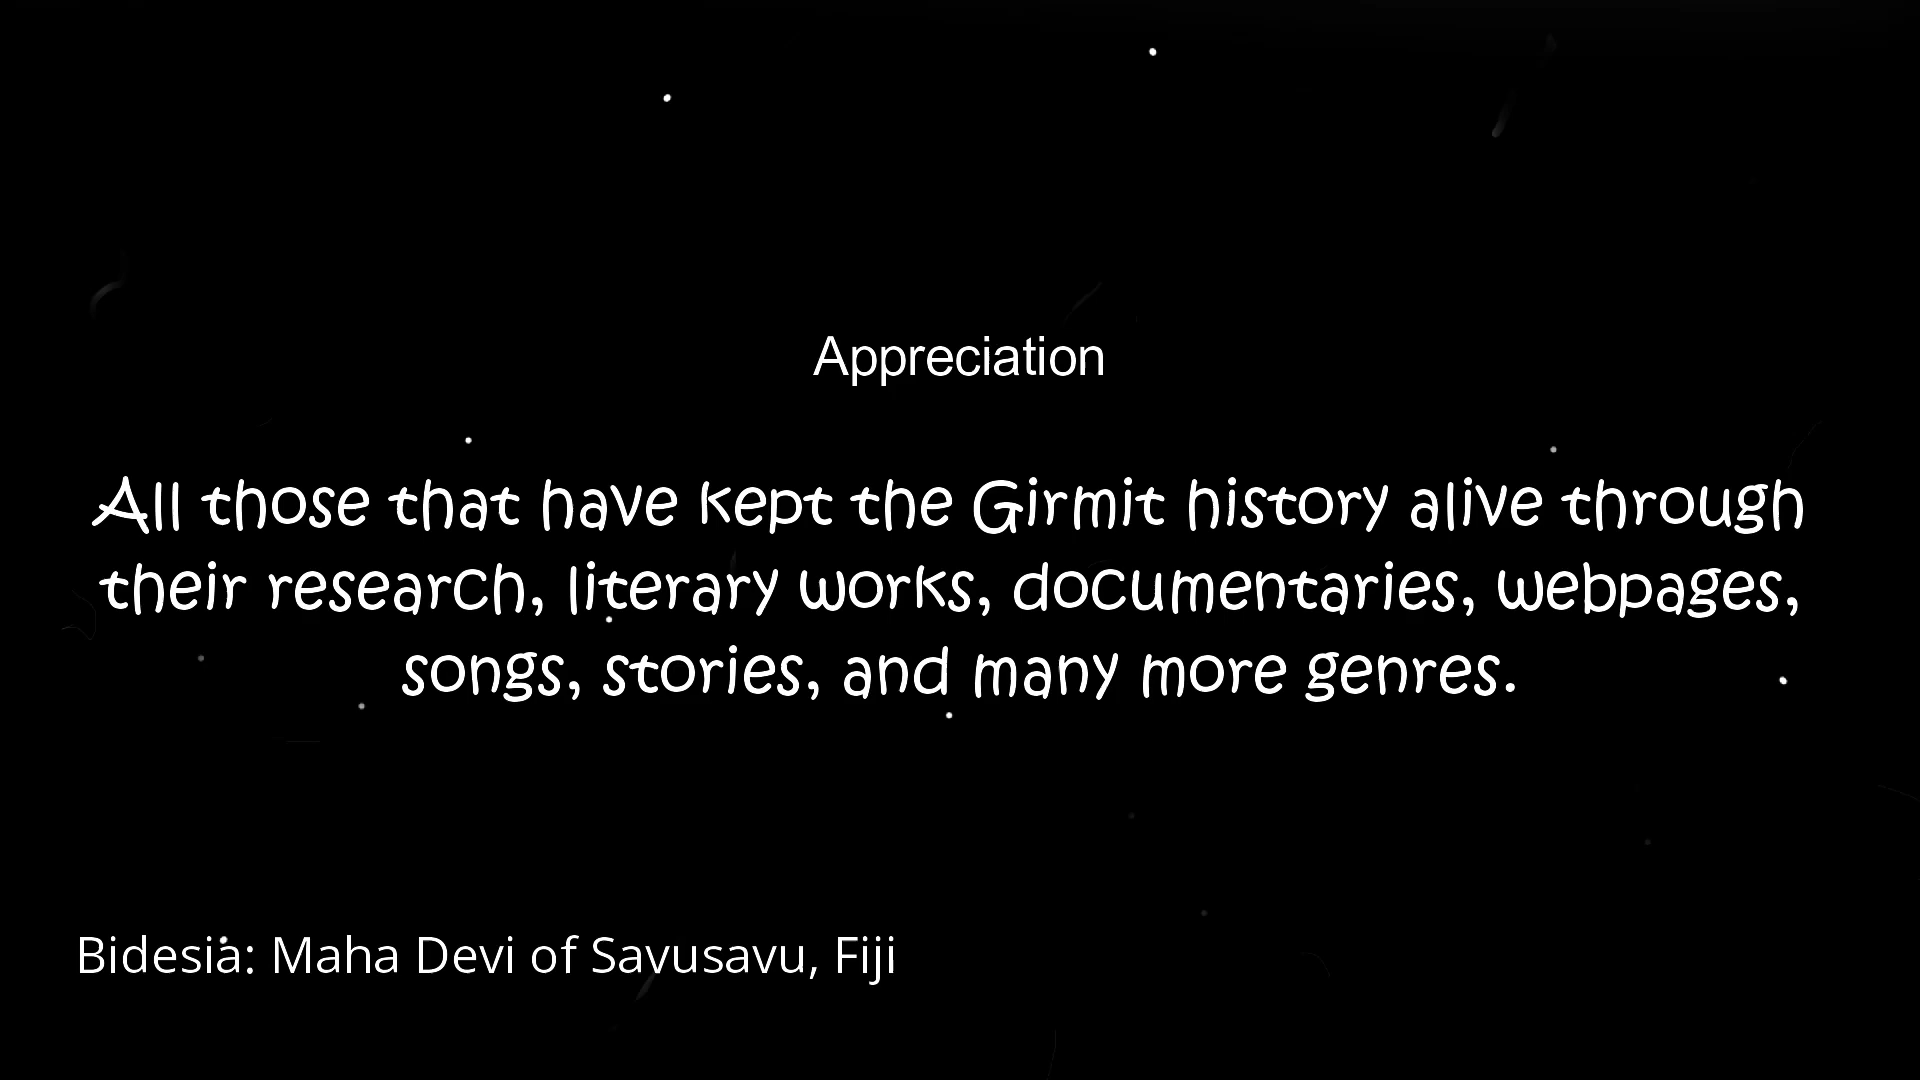 Appreciation
All those that have kept the Girmit history alive through
their research, literary works, documentaries, webpages,
songs, stories, and many more genres.
Bidesia: Maha Devi of Savusavu, Fiji